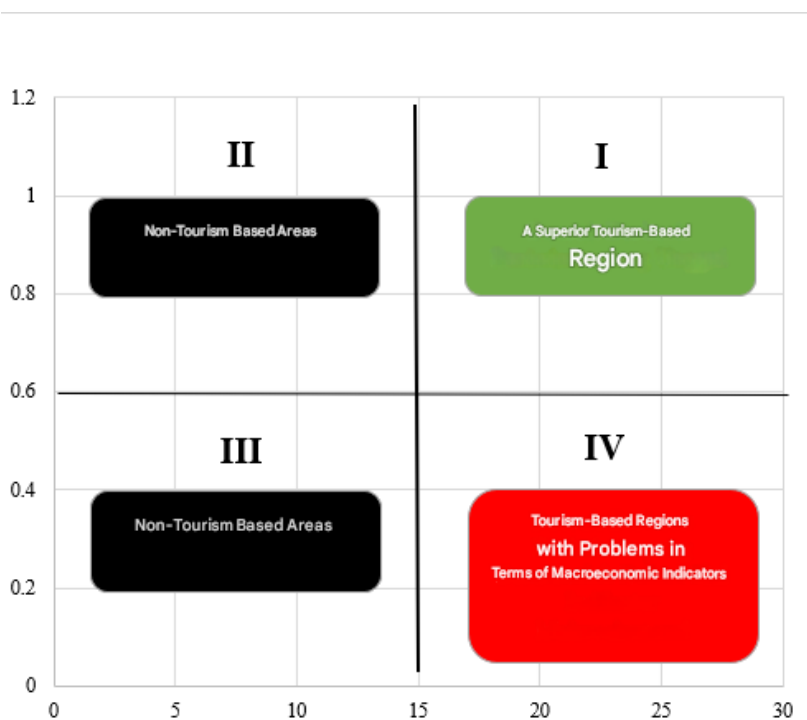 1.2
II
I
1
Non-Tourism Based Areas
A Superior Tourism-Based
Region
0.8
0.6
III
IV
0.4
Non-Tourism Based Areas
Tourism-Based Regions
with Problems in
Terms of Macroeconomic Indicators
0.2
0
0 5 10 15 20 25 30